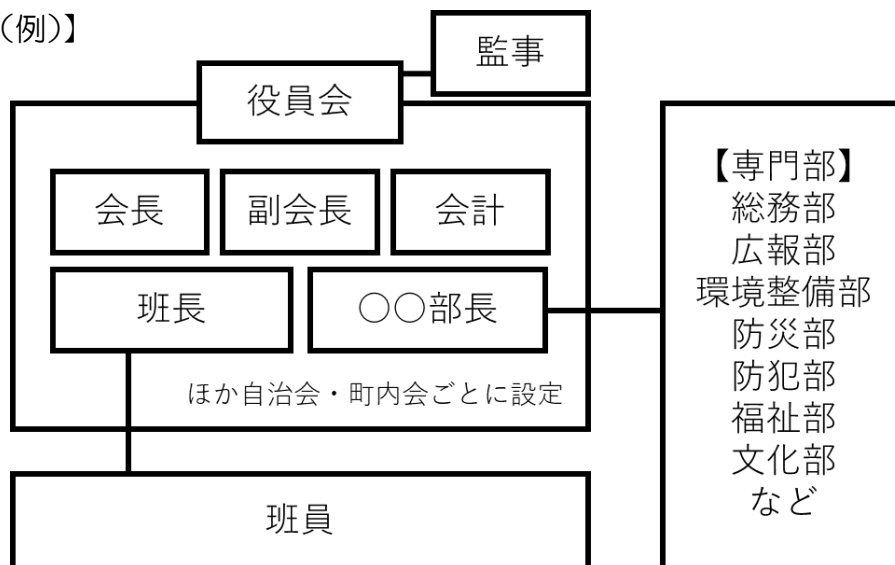 (例)】
監事
役員会
会長
副会長
会計
班長
○○部長
ほか自治会・町内会ごとに設定
班員
【専門部】
総務部
広報部
環境整備部
防災部
防犯部
福祉部
文化部
など